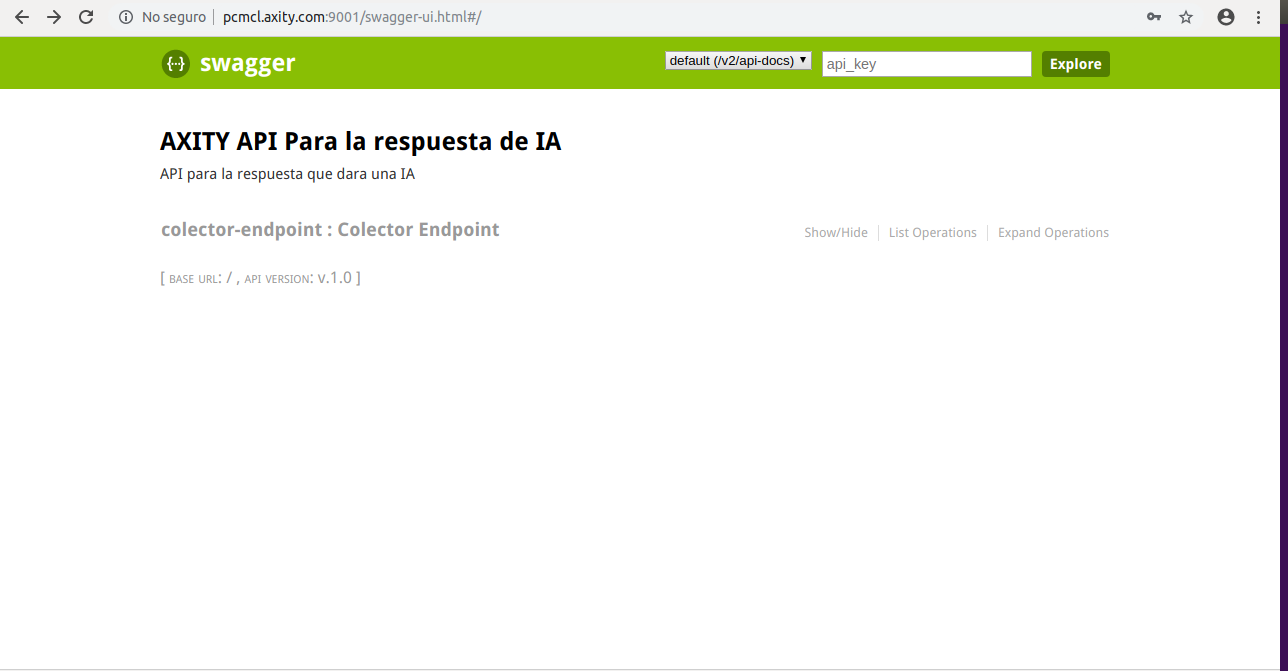 No seguro pcmcl.axity.com:9001/swagger-ui.html#/
{···} swagger default (/v2/api-docs) api_key Explore
AXITY API Para la respuesta de IA
API para la respuesta que dara una IA
colector-endpoint : Colector Endpoint Show/Hide List Operations Expand Operations
[ BASE URL: / , API VERSION: v.1.0 ]